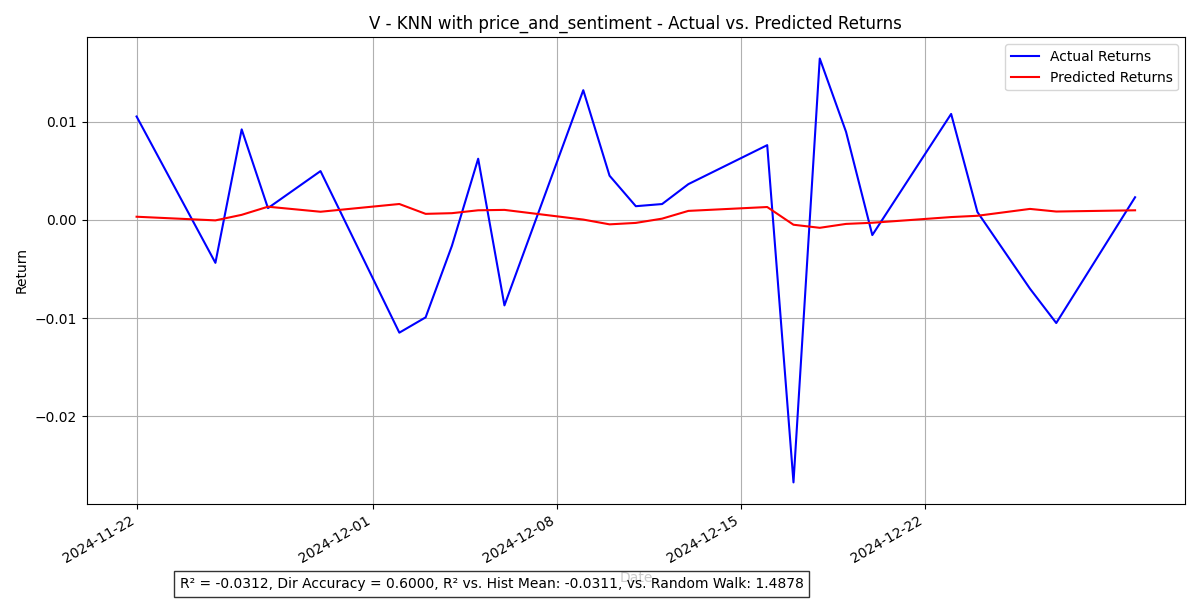 V - KNN with price_and_sentiment - Actual vs. Predicted Returns
Actual Returns
Predicted Returns
0.01
0.00
−0.01
−0.02
Return
2024-11-22
2024-12-01
2024-12-08
2024-12-15
2024-12-22
Date
R² = -0.0312, Dir Accuracy = 0.6000, R² vs. Hist Mean: -0.0311, vs. Random Walk: 1.4878